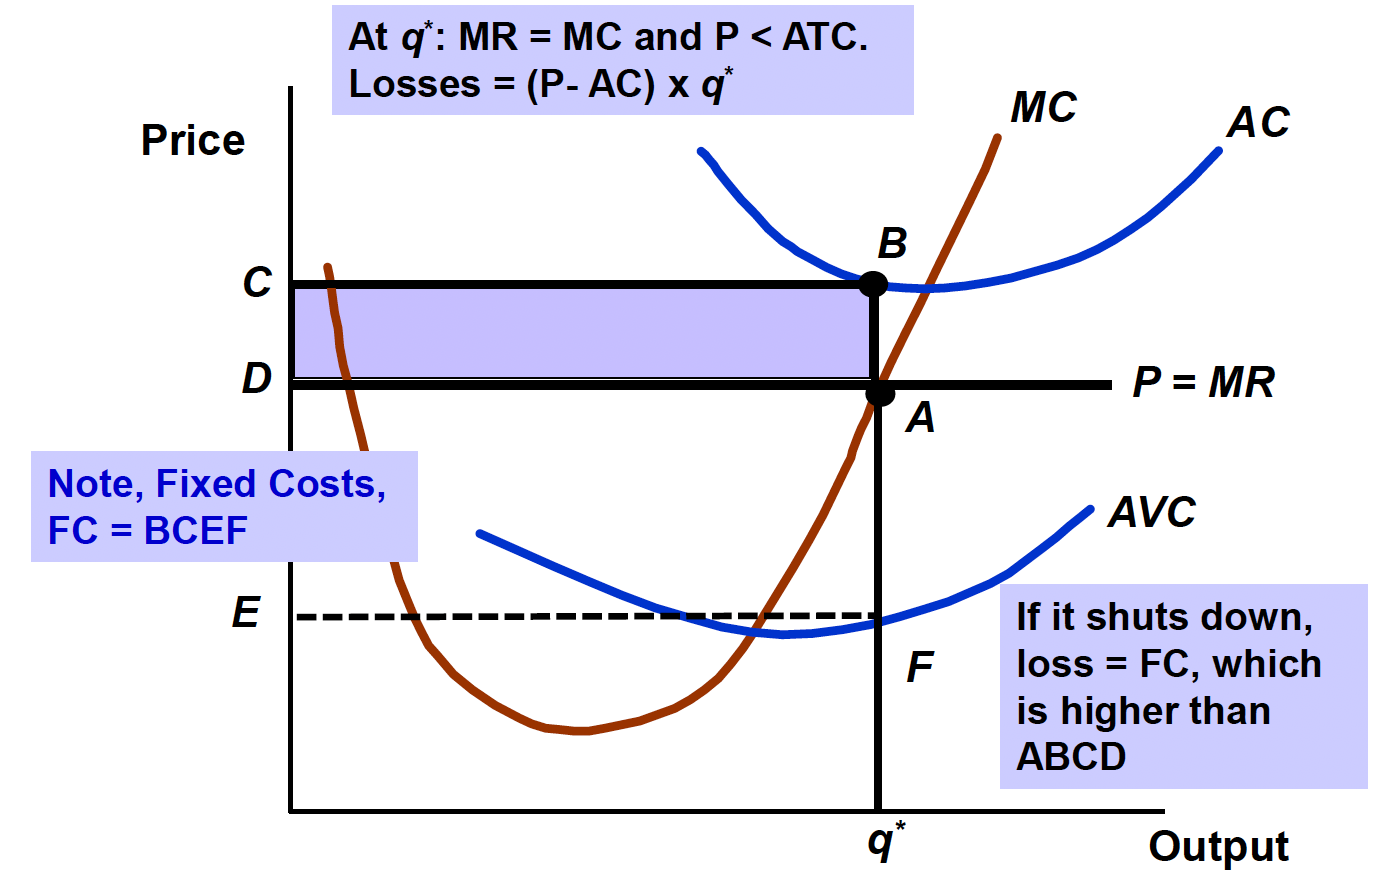 At q*: MR = MC and P < ATC.
Losses = (P- AC) x q*
Price
MC
AC
B
C
D
P = MR
A
Note, Fixed Costs,
FC = BCEF
AVC
E
F
If it shuts down,
loss = FC, which
is higher than
ABCD
q*
Output